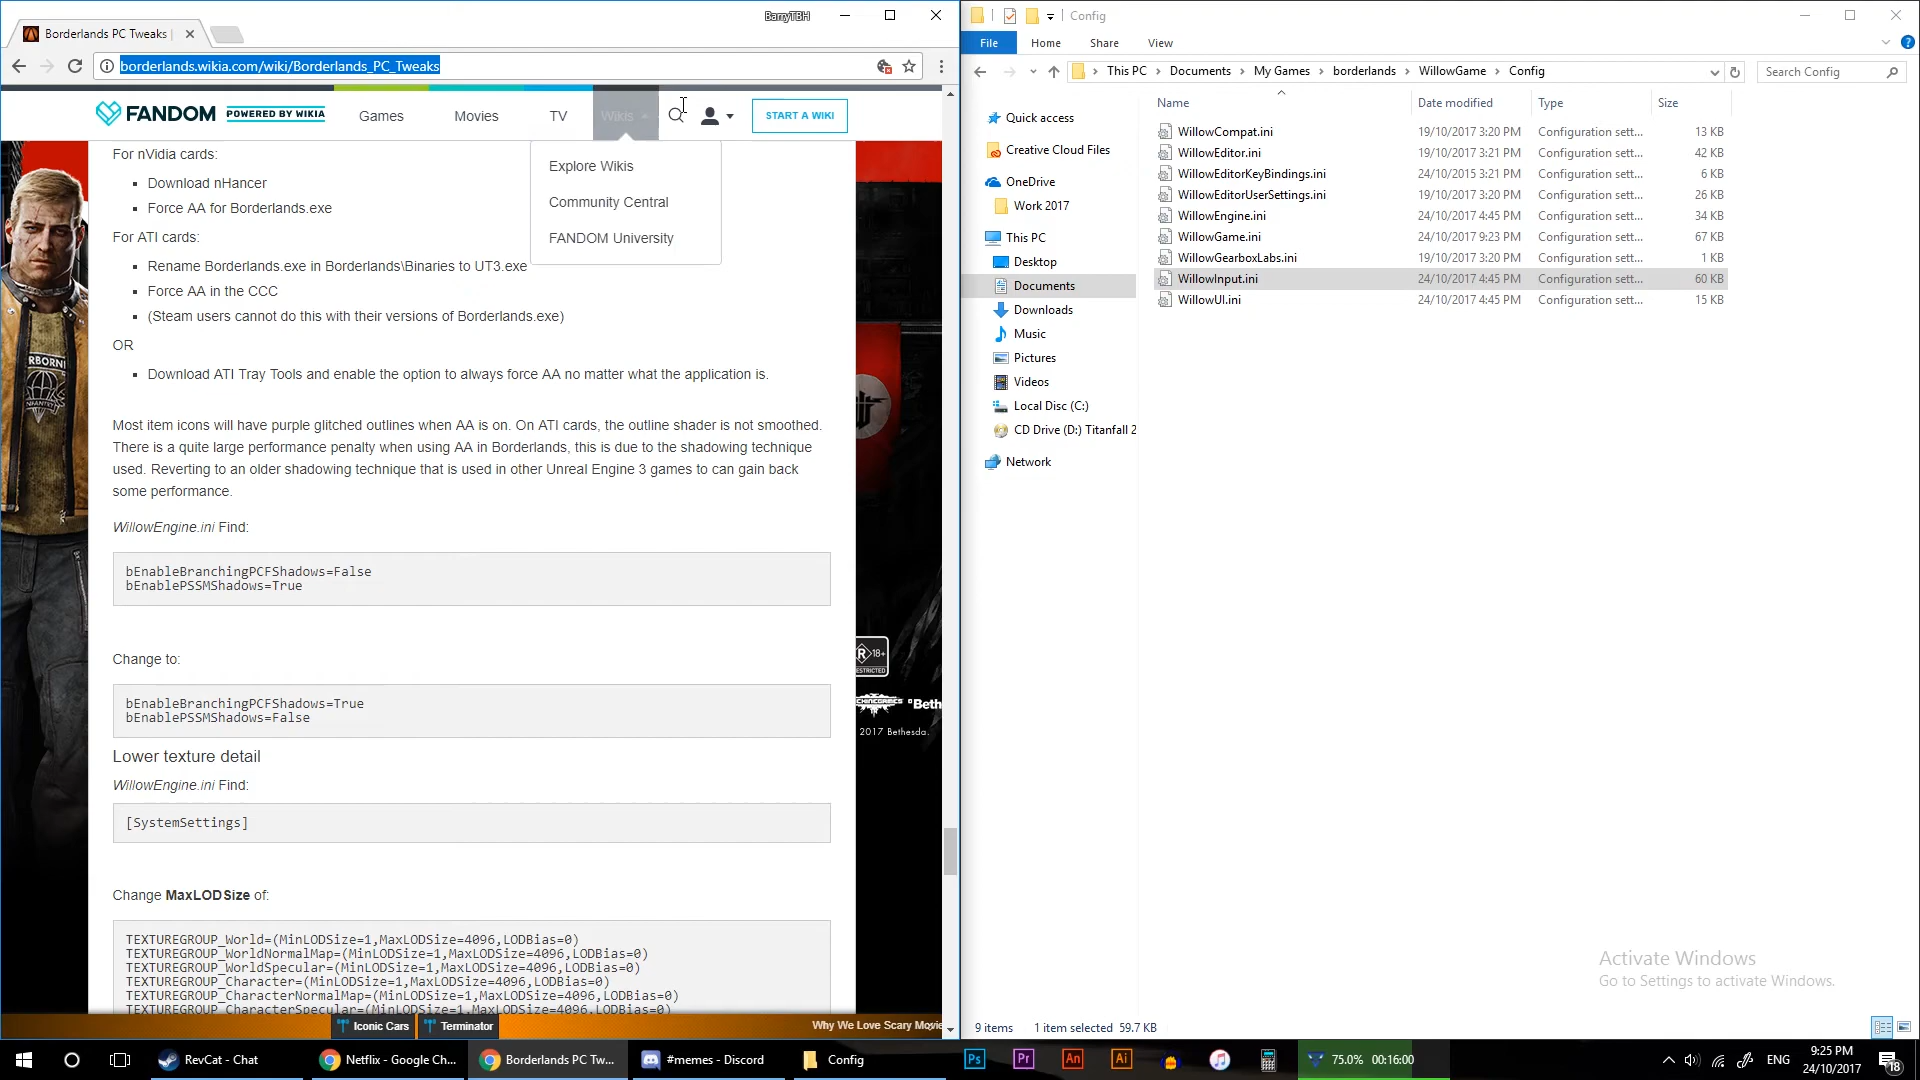 BarryTBH
Borderlands PC Tweaks |
borderlands.wikia.com/wiki/Borderlands_PC_Tweaks
FANDOM POWERED BY WIKIA
Games
Movies
TV
Wikis
START A WIKI
Explore Wikis
Community Central
FANDOM University
For nVidia cards:
Download nHancer
Force AA for Borderlands.exe
For ATI cards:
Rename Borderlands.exe in Borderlands\Binaries to UT3.exe
Force AA in the CCC
(Steam users cannot do this with their versions of Borderlands.exe)
OR
Download ATI Tray Tools and enable the option to always force AA no matter what the application is.
Most item icons will have purple glitched outlines when AA is on. On ATI cards, the outline shader is not smoothed.
There is a quite large performance penalty when using AA in Borderlands, this is due to the shadowing technique
used. Reverting to an older shadowing technique that is used in other Unreal Engine 3 games to can gain back
some performance.
WillowEngine.ini Find:
bEnableBranchingPCFShadows=False
bEnablePSSMShadows=True
Change to:
bEnableBranchingPCFShadows=True
bEnablePSSMShadows=False
Lower texture detail
WillowEngine.ini Find:
[SystemSettings]
Change MaxLODSize of:
TEXTUREGROUP_World=(MinLODSize=1,MaxLODSize=4096,LODBias=0)
TEXTUREGROUP_WorldNormalMap=(MinLODSize=1,MaxLODSize=4096,LODBias=0)
TEXTUREGROUP_WorldSpecular=(MinLODSize=1,MaxLODSize=4096,LODBias=0)
TEXTUREGROUP_Character=(MinLODSize=1,MaxLODSize=4096,LODBias=0)
TEXTUREGROUP_CharacterNormalMap=(MinLODSize=1,MaxLODSize=4096,LODBias=0)
TEXTUREGROUP_CharacterSpecular=(MinLODSize=1,MaxLODSize=4096,LODBias=0)
Iconic Cars
Terminator
Why We Love Scary Movie
RBORN
INFANTRY
R 18+
RESTRICTED
Beth
2017 Bethesda.
Config
File
Home
Share
View
This PC
Documents
My Games
borderlands
WillowGame
Config
Search Config
Quick access
Creative Cloud Files
OneDrive
Work 2017
This PC
Desktop
Documents
Downloads
Music
Pictures
Videos
Local Disc (C:)
CD Drive (D:) Titanfall 2
Network
Name Date modified Type Size
WillowCompat.ini 19/10/2017 3:20 PM Configuration sett... 13 KB
WillowEditor.ini 19/10/2017 3:21 PM Configuration sett... 42 KB
WillowEditorKeyBindings.ini 24/10/2015 3:21 PM Configuration sett... 6 KB
WillowEditorUserSettings.ini 19/10/2017 3:20 PM Configuration sett... 26 KB
WillowEngine.ini 24/10/2017 4:45 PM Configuration sett... 34 KB
WillowGame.ini 24/10/2017 9:23 PM Configuration sett... 67 KB
WillowGearboxLabs.ini 19/10/2017 3:20 PM Configuration sett... 1 KB
WillowInput.ini 24/10/2017 4:45 PM Configuration sett... 60 KB
WillowUI.ini 24/10/2017 4:45 PM Configuration sett... 15 KB
Activate Windows
Go to Settings to activate Windows.
9 items 1 item selected 59.7 KB
RevCat - Chat
Netflix - Google Ch...
Borderlands PC Tw...
#memes - Discord
Config
Ps
Pr
An
Ai
75.0% 00:16:00
ENG
9:25 PM
24/10/2017
18